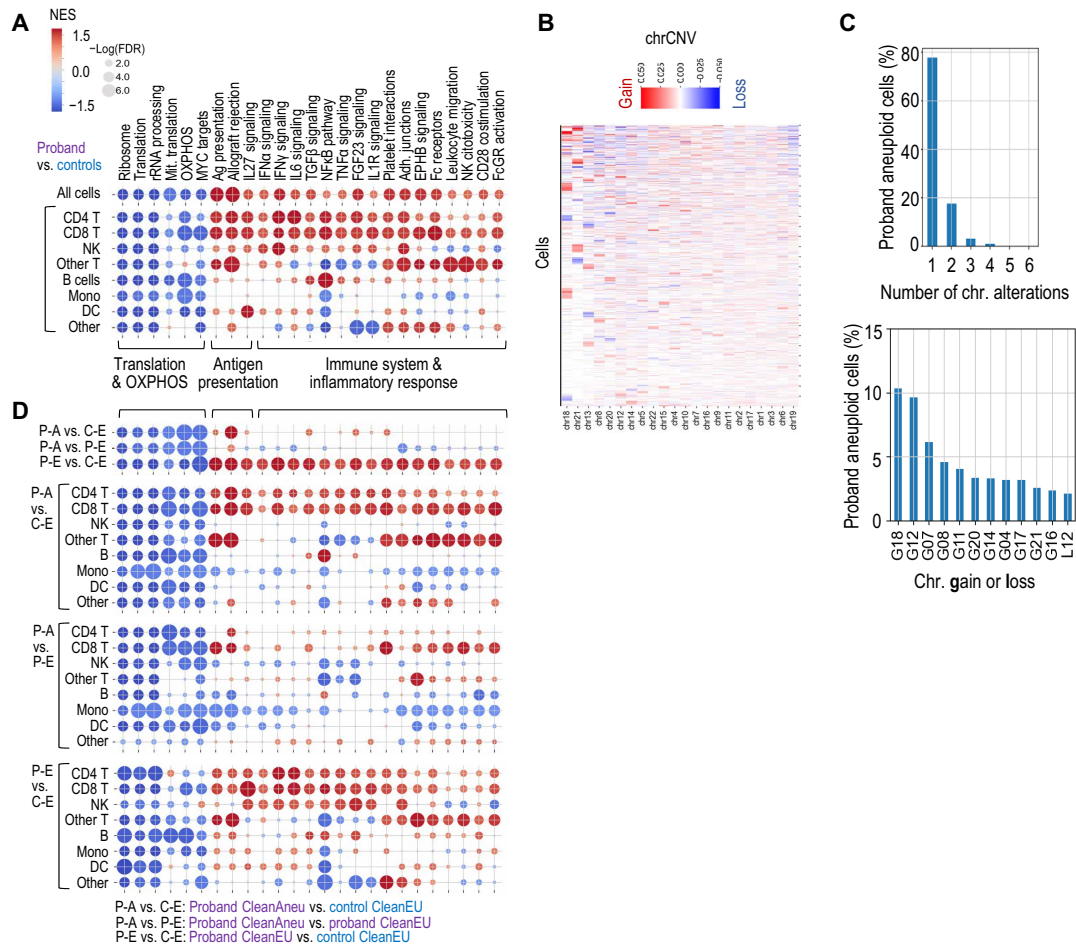 A
NES
1.5
0.0
−1.5
−Log(FDR)
2.0
4.0
6.0
Proband
vs. controls
Ribosome
Translation
rRNA processing
Mit. translation
OXPHOS
MYC targets
Ag presentation
Allograft rejection
IL27 signaling
IFNα signaling
IFNγ signaling
IL6 signaling
TGFβ signaling
NFκB pathway
TNFα signaling
FGF23 signaling
IL1R signaling
Platelet interactions
Adh. junctions
EPHB signaling
Fc receptors
Leukocyte migration
NK citotoxicity
CD28 costimulation
FcGR activation
All cells
CD4 T
CD8 T
NK
Other T
B cells
Mono
DC
Other
Translation
& OXPHOS
Antigen
presentation
Immune system &
inflammatory response
B
chrCNV
Gain
0.050
0.025
0.000
−0.025
−0.050
Loss
Cells
chr18
chr21
chr13
chr8
chr20
chr12
chr14
chr5
chr22
chr15
chr4
chr10
chr7
chr9
chr11
chr2
chr17
chr1
chr3
chr6
chr19
C
Proband aneuploid cells (%)
80
60
40
20
0
1 2 3 4 5 6
Number of chr. alterations
Proband aneuploid cells (%)
15
10
5
0
G18
G12
G07
G08
G11
G20
G14
G04
G17
G21
G16
L12
Chr. gain or loss
D
P-A vs. C-E
P-A vs. P-E
P-E vs. C-E
P-A
vs.
C-E
CD4 T
CD8 T
NK
Other T
B
Mono
DC
Other
P-A
vs.
P-E
CD4 T
CD8 T
NK
Other T
B
Mono
DC
Other
P-E
vs.
C-E
CD4 T
CD8 T
NK
Other T
B
Mono
DC
Other
P-A vs. C-E: Proband CleanAneu vs. control CleanEU
P-A vs. P-E: Proband CleanAneu vs. proband CleanEU
P-E vs. C-E: Proband CleanEU vs. control CleanEU